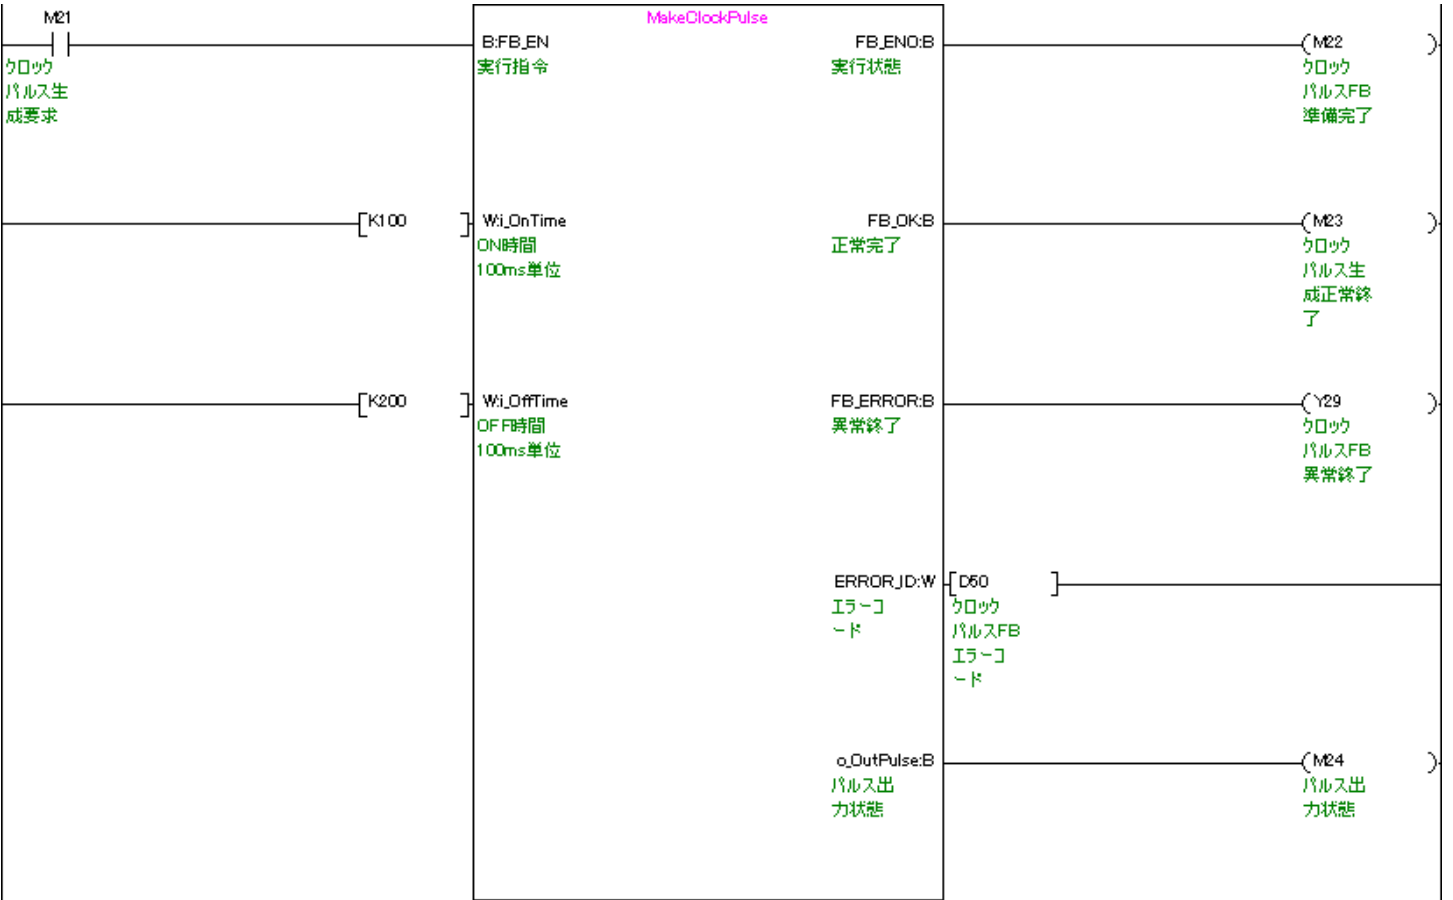 MakeClockPulse
M21
B:FB_EN
FB_ENO:B
M22
クロック
パルス生
成要求
実行指令
実行状態
クロック
パルスFB
準備完了
K100
W:i_OnTime
FB_OK:B
M23
ON時間
100ms単位
正常完了
クロック
パルス生
成正常終
了
K200
W:i_OffTime
FB_ERROR:B
Y29
OFF時間
100ms単位
異常終了
クロック
パルスFB
異常終了
ERROR_ID:W
D50
エラーコ
ード
クロック
パルスFB
エラーコ
ード
o_OutPulse:B
M24
パルス出
力状態
パルス出
力状態